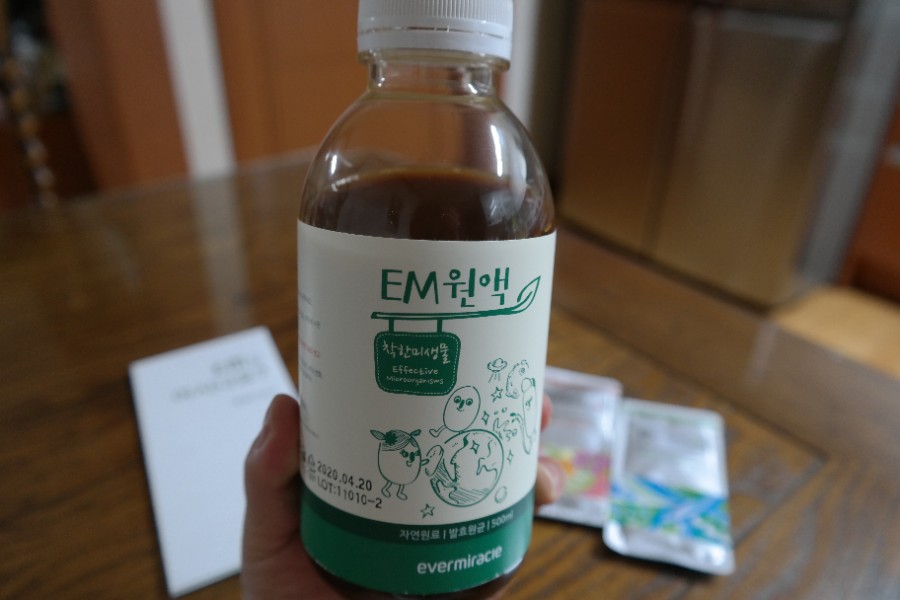 EM원액
착한미생물
Effective
Microorganisms
2020.04.20
LOT:11010-2
자연원료 | 발효원균 | 500ml
evermiracle